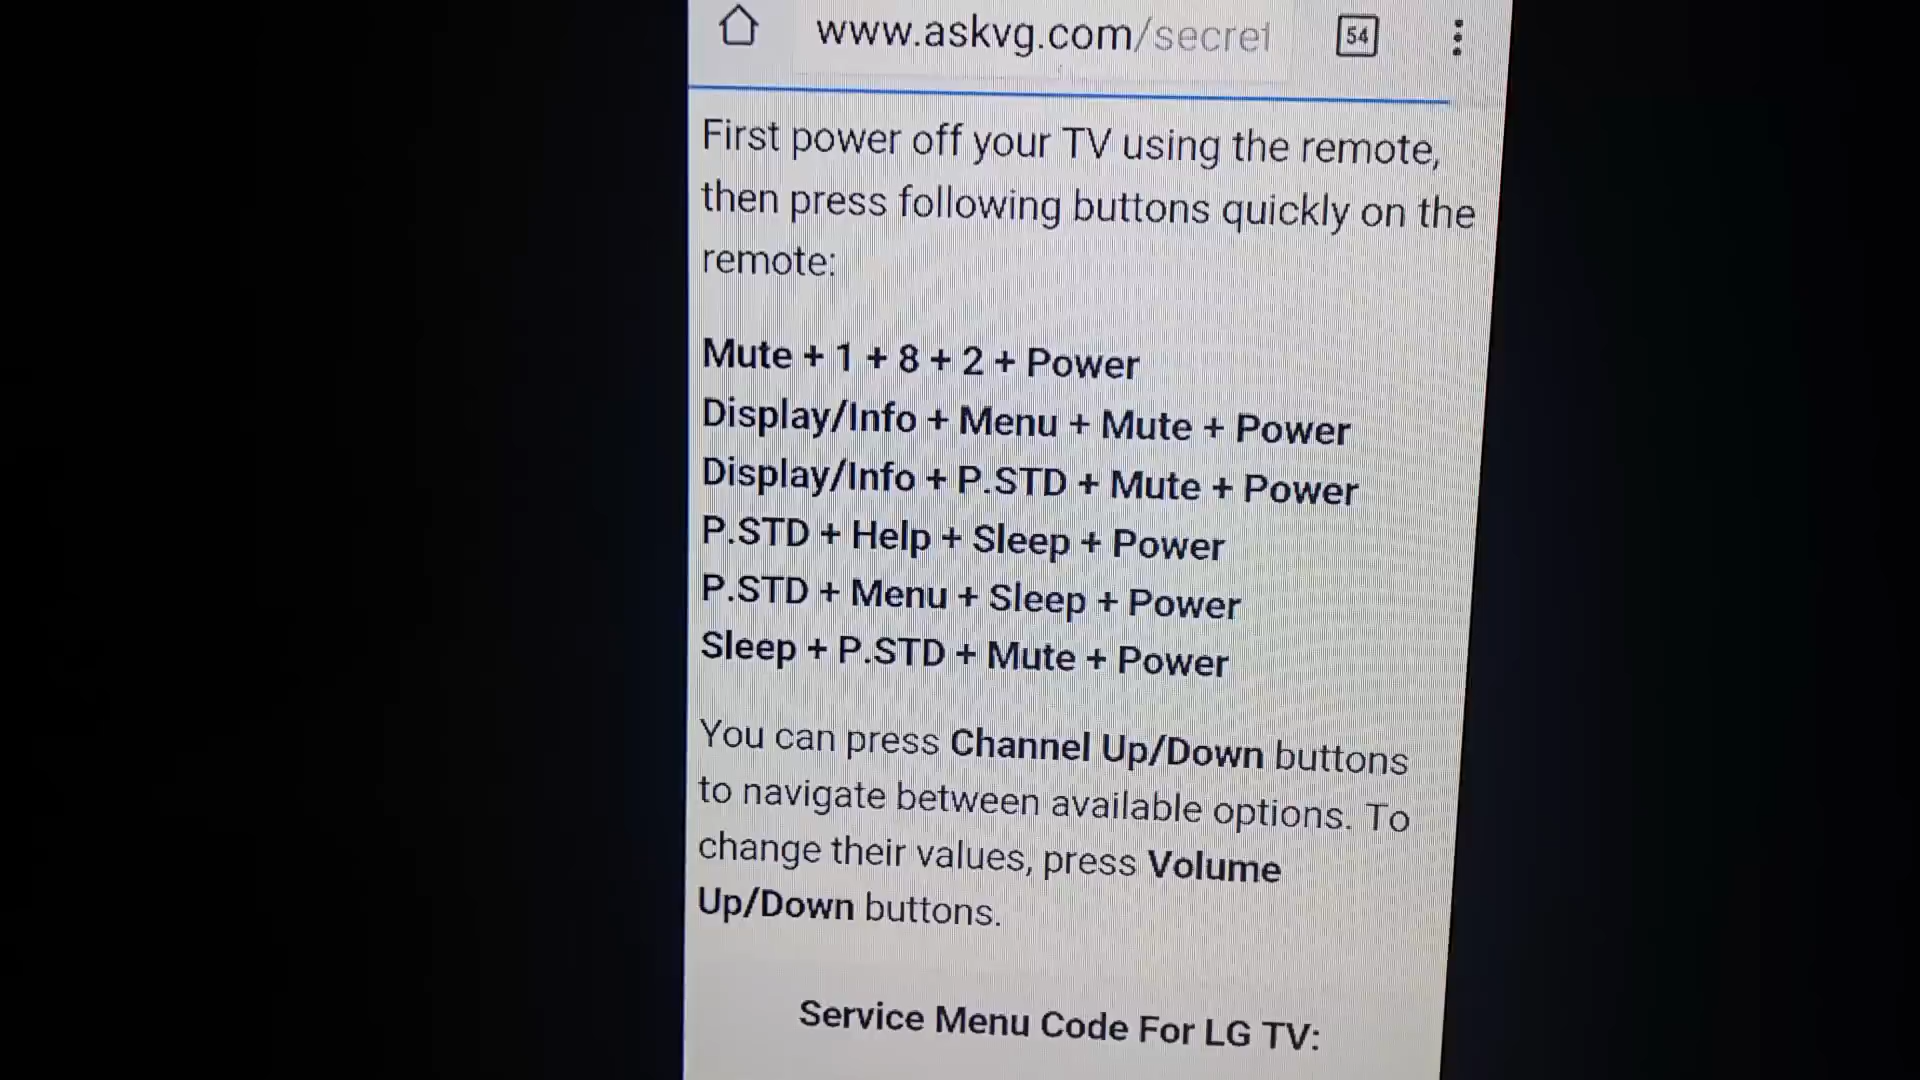 www.askvg.com/secret
54
First power off your TV using the remote,
then press following buttons quickly on the
remote:
Mute + 1 + 8 + 2 + Power
Display/Info + Menu + Mute + Power
Display/Info + P.STD + Mute + Power
P.STD + Help + Sleep + Power
P.STD + Menu + Sleep + Power
Sleep + P.STD + Mute + Power
You can press Channel Up/Down buttons
to navigate between available options. To
change their values, press Volume
Up/Down buttons.
Service Menu Code For LG TV: